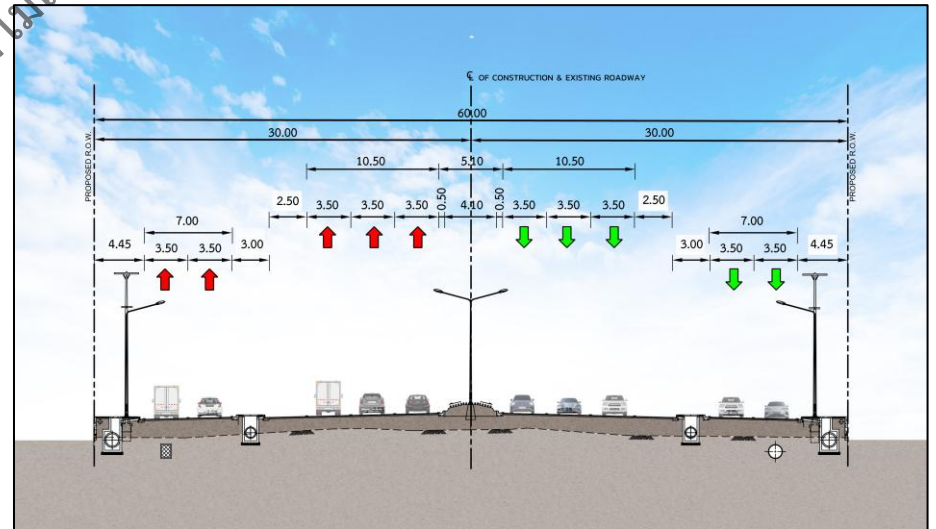 ℄ OF CONSTRUCTION & EXISTING ROADWAY
60.00
30.00 30.00
PROPOSED R.O.W.
PROPOSED R.O.W.
10.50 5.10 10.50
2.50 3.50 3.50 3.50 0.50 4.10 0.50 3.50 3.50 3.50 2.50
7.00 7.00
4.45 3.50 3.50 3.00 3.00 3.50 3.50 4.45